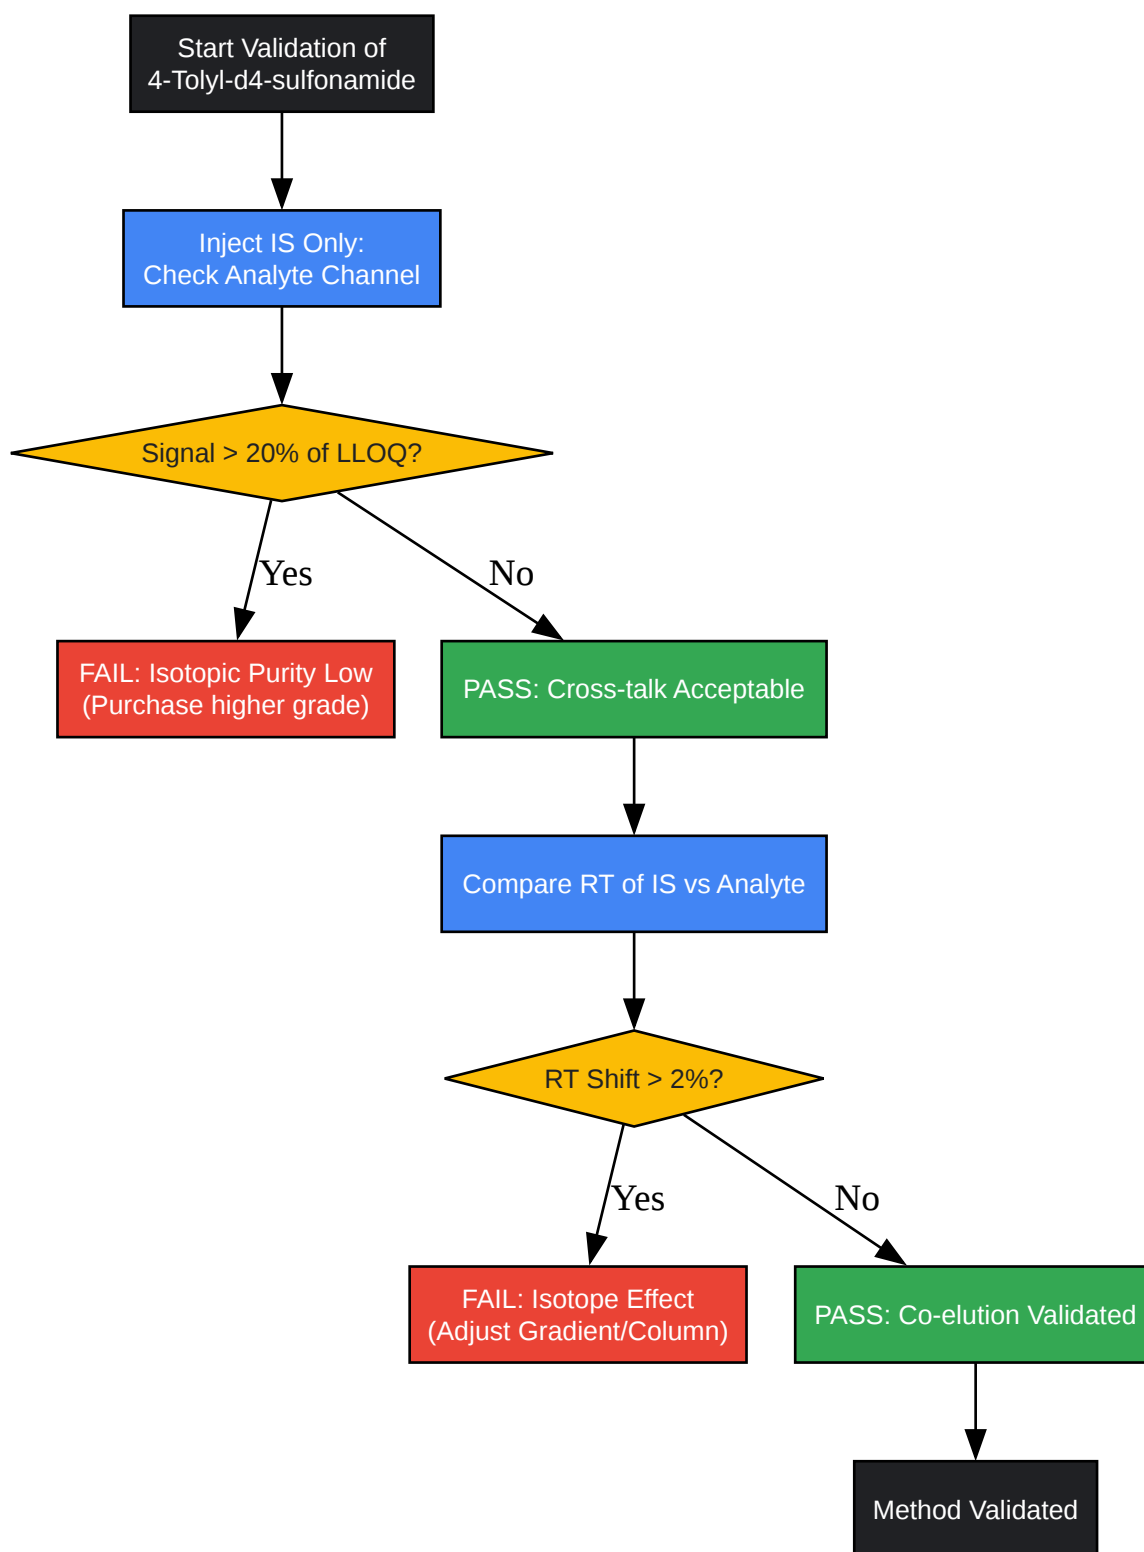 Start Validation of
4-Tolyl-d4-sulfonamide
Inject IS Only:
Check Analyte Channel
Signal > 20% of LLOQ?
Yes
No
FAIL: Isotopic Purity Low
(Purchase higher grade)
PASS: Cross-talk Acceptable
Compare RT of IS vs Analyte
RT Shift > 2%?
Yes
No
FAIL: Isotope Effect
(Adjust Gradient/Column)
PASS: Co-elution Validated
Method Validated